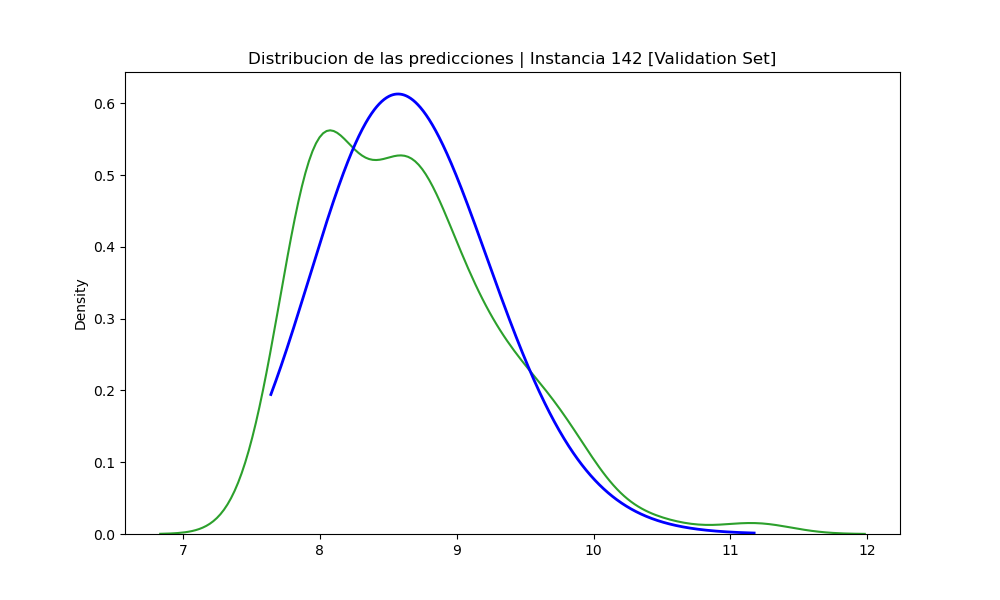 Distribucion de las predicciones | Instancia 142 [Validation Set]
Density
0.6
0.5
0.4
0.3
0.2
0.1
0.0
7 8 9 10 11 12